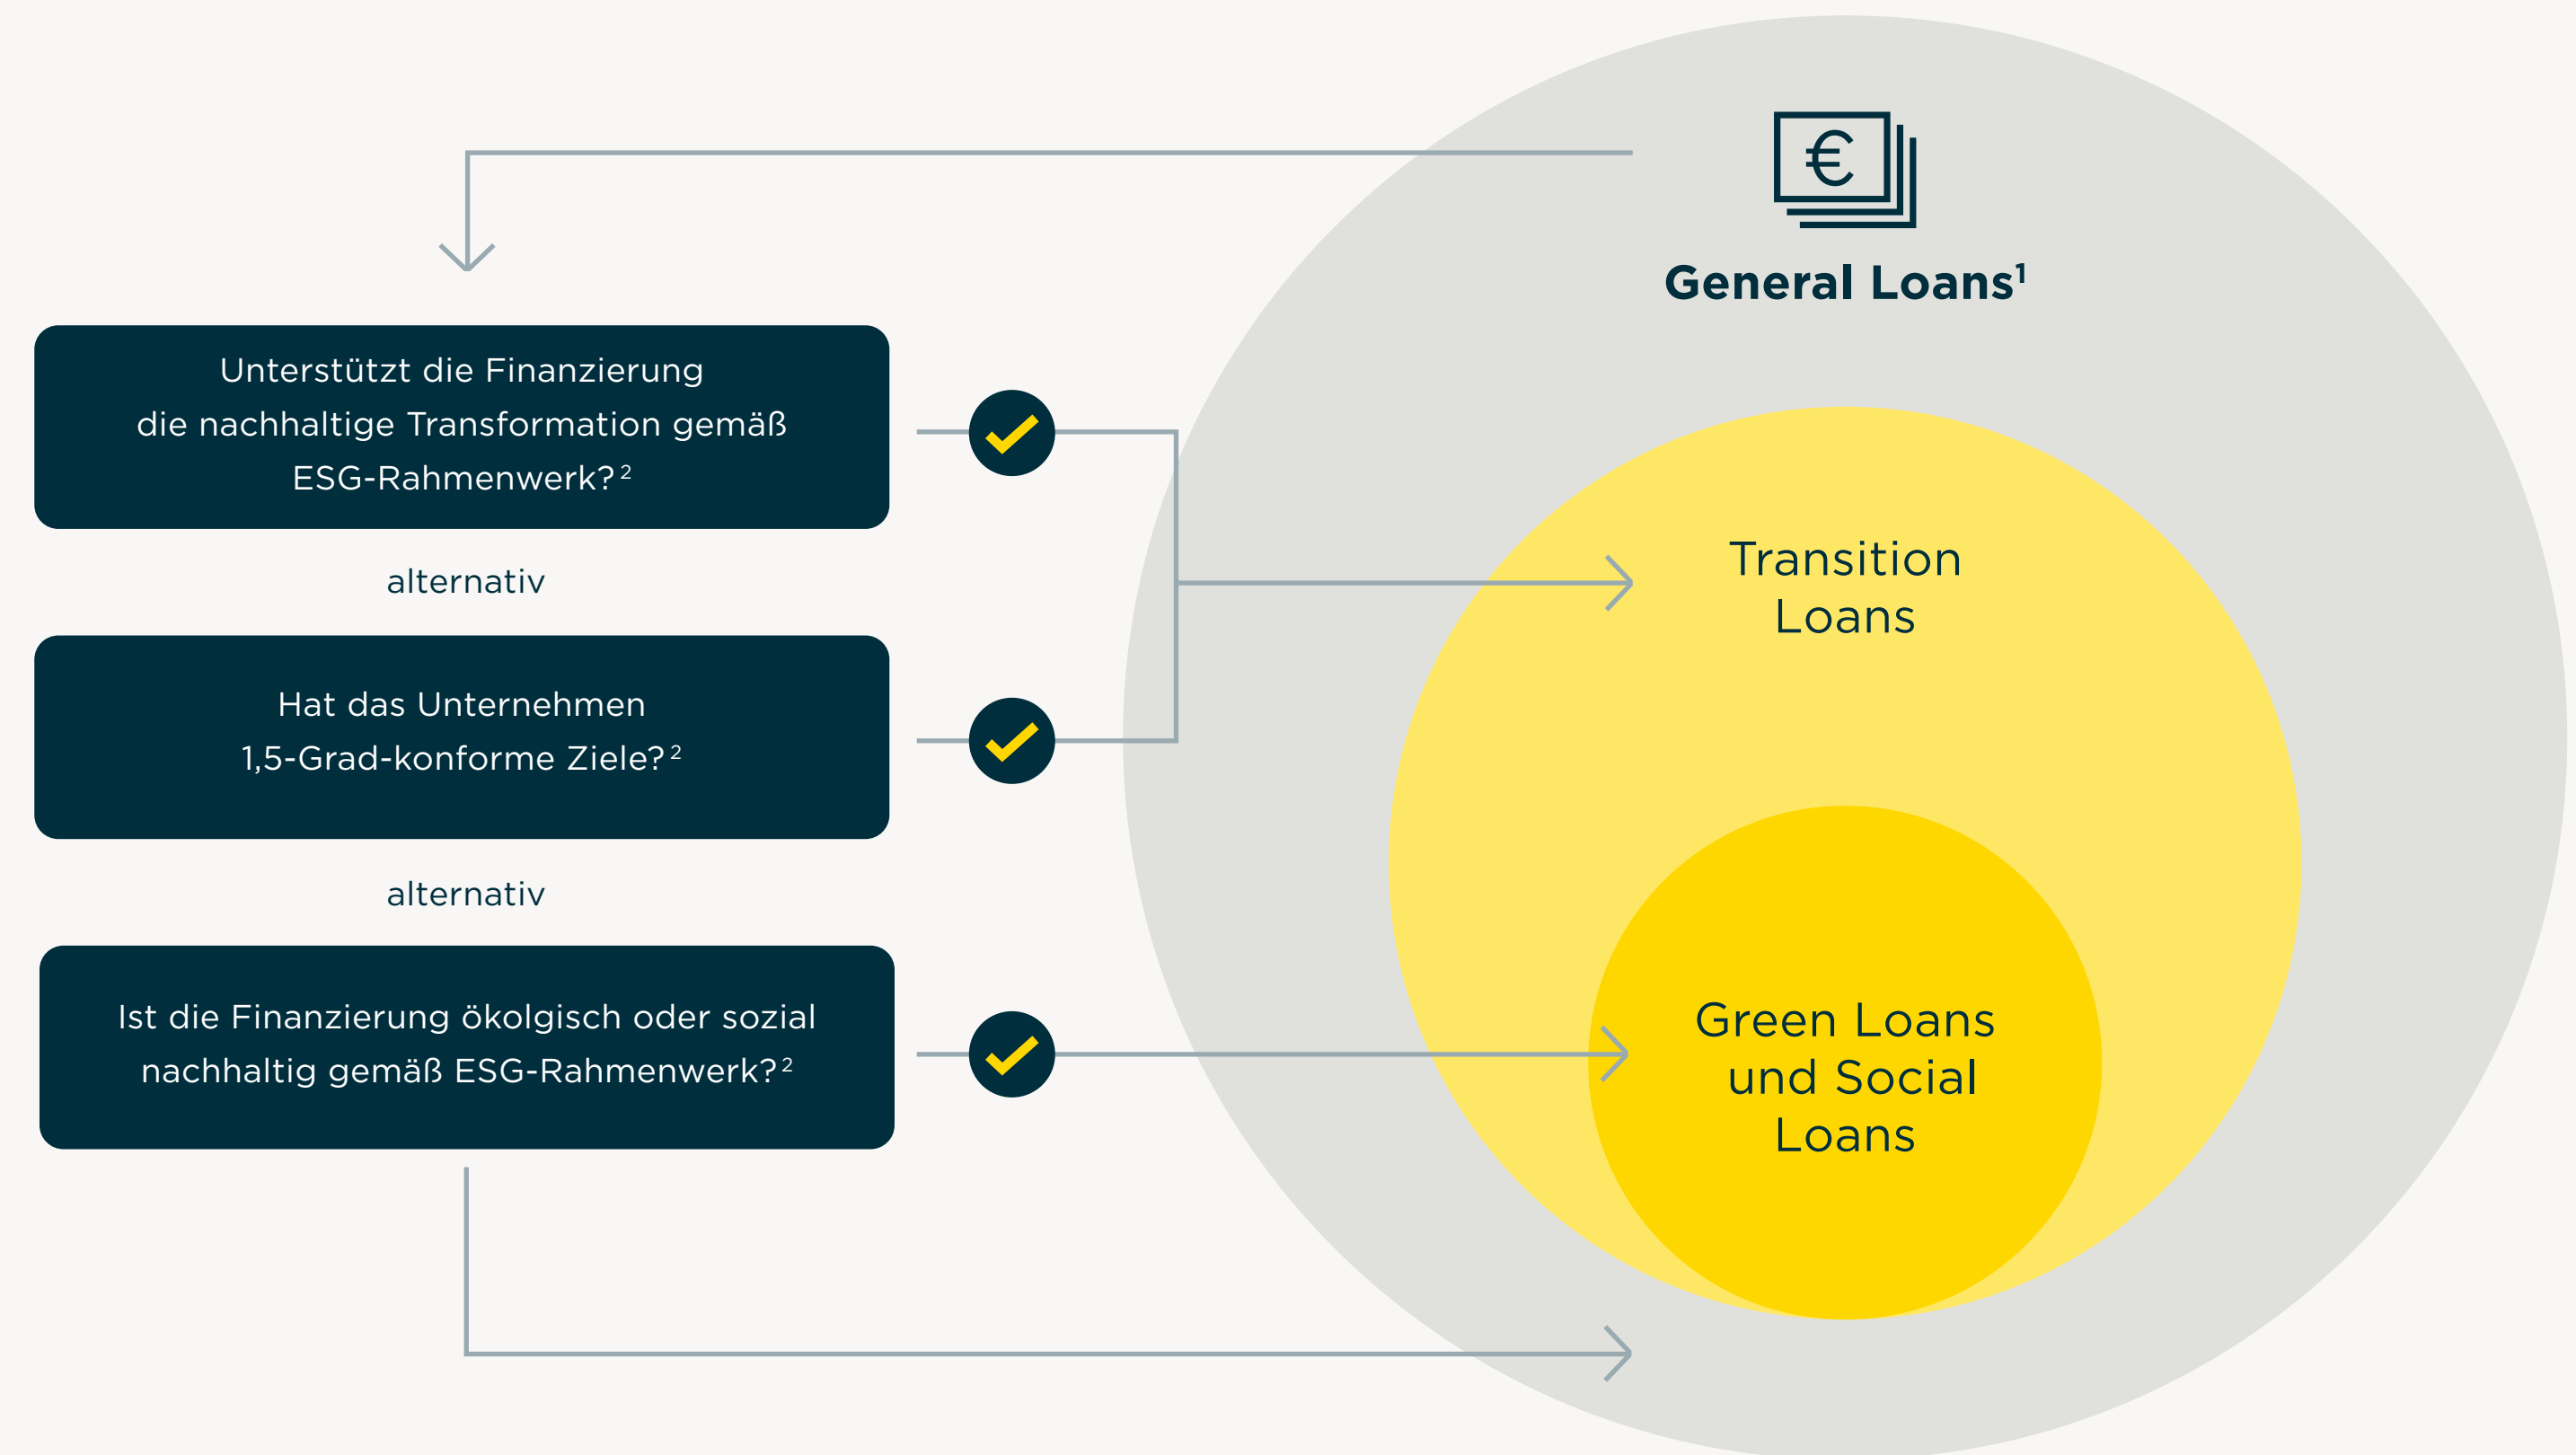 €
General Loans¹
Unterstützt die Finanzierung
die nachhaltige Transformation gemäß
ESG-Rahmenwerk?²
alternativ
Hat das Unternehmen
1,5-Grad-konforme Ziele?²
alternativ
Ist die Finanzierung ökolgisch oder sozial
nachhaltig gemäß ESG-Rahmenwerk?²
Transition
Loans
Green Loans
und Social
Loans